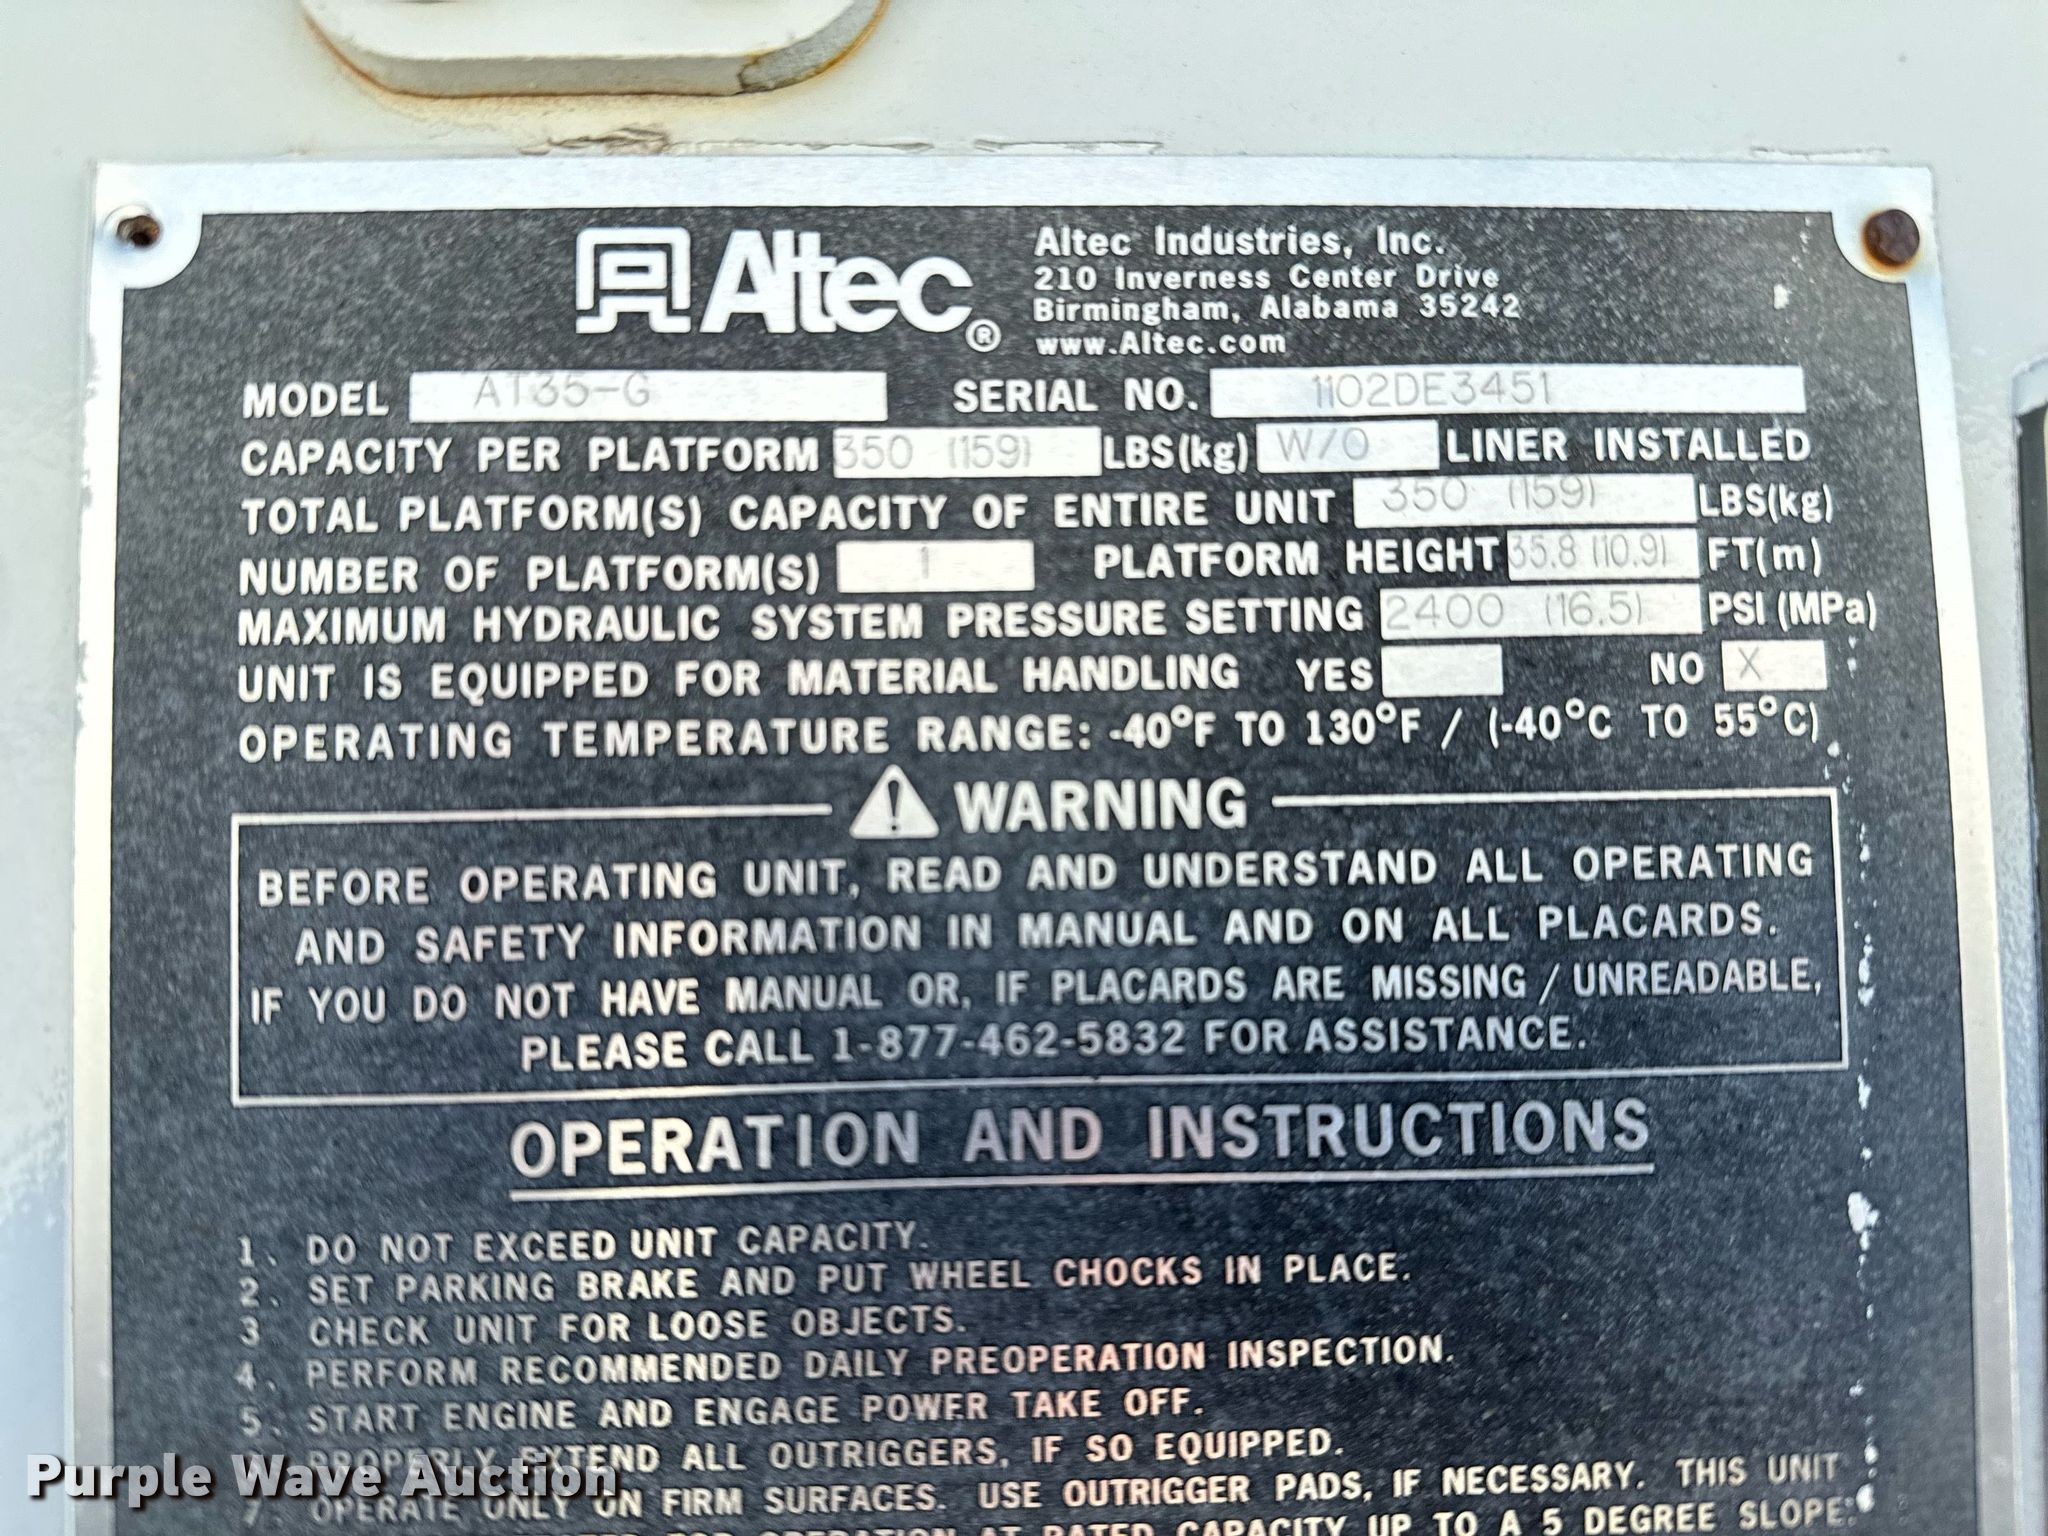 Altec®
Altec Industries, Inc.
210 Inverness Center Drive
Birmingham, Alabama 35242
www.Altec.com
MODEL AT35-G SERIAL NO. 1102DE3451
CAPACITY PER PLATFORM 350 (159) LBS(kg) W/O LINER INSTALLED
TOTAL PLATFORM(S) CAPACITY OF ENTIRE UNIT 350 (159) LBS(kg)
NUMBER OF PLATFORM(S) 1 PLATFORM HEIGHT 35.8 (10.9) FT(m)
MAXIMUM HYDRAULIC SYSTEM PRESSURE SETTING 2400 (16.5) PSI (MPa)
UNIT IS EQUIPPED FOR MATERIAL HANDLING YES NO X
OPERATING TEMPERATURE RANGE: -40°F TO 130°F / (-40°C TO 55°C)
WARNING
BEFORE OPERATING UNIT, READ AND UNDERSTAND ALL OPERATING
AND SAFETY INFORMATION IN MANUAL AND ON ALL PLACARDS.
IF YOU DO NOT HAVE MANUAL OR, IF PLACARDS ARE MISSING / UNREADABLE,
PLEASE CALL 1-877-462-5832 FOR ASSISTANCE.
OPERATION AND INSTRUCTIONS
1. DO NOT EXCEED UNIT CAPACITY.
2. SET PARKING BRAKE AND PUT WHEEL CHOCKS IN PLACE.
3 CHECK UNIT FOR LOOSE OBJECTS.
4. PERFORM RECOMMENDED DAILY PREOPERATION INSPECTION.
5. START ENGINE AND ENGAGE POWER TAKE OFF.
PROPERLY EXTEND ALL OUTRIGGERS, IF SO EQUIPPED.
7. OPERATE ONLY ON FIRM SURFACES. USE OUTRIGGER PADS, IF NECESSARY. THIS UNIT
FOR OPERATION AT RATED CAPACITY UP TO A 5 DEGREE SLOPE.
Purple Wave Auction